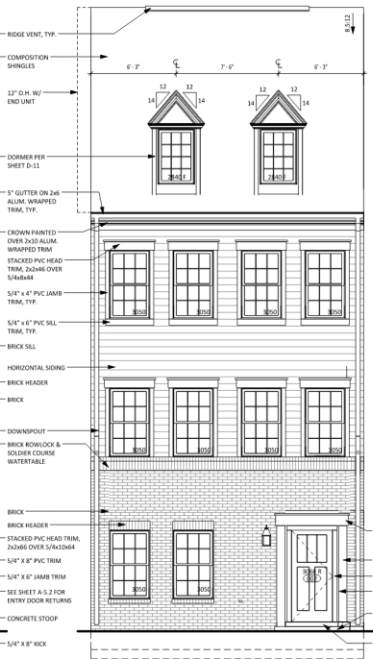 RIDGE VENT, TYP.
8.5:12
COMPOSITION
SHINGLES
6' - 3"
7' - 6"
6' - 3"
12" O.H. W/
END UNIT
12
12
12
12
14
14
14
14
DORMER PER
SHEET D-11
2840 F
2840 F
5" GUTTER ON 2x6
ALUM. WRAPPED
TRIM, TYP.
CROWN PAINTED
OVER 2x10 ALUM.
WRAPPED TRIM
STACKED PVC HEAD
TRIM, 2x2x46 OVER
5/4x8x44
5/4" x 4" PVC JAMB
TRIM, TYP.
3050
3050
3050
3050
5/4" x 6" PVC SILL
TRIM, TYP.
BRICK SILL
HORIZONTAL SIDING
BRICK HEADER
BRICK
DOWNSPOUT
3050
3050
3050
3050
BRICK ROWLOCK &
SOLDIER COURSE
WATERTABLE
BRICK
BRICK HEADER
STACKED PVC HEAD TRIM,
2x2x66 OVER 5/4x10x64
5/4" X 8" PVC TRIM
5/4" X 6" JAMB TRIM
3050
3050
SEE SHEET A-5.2 FOR
ENTRY DOOR RETURNS
CONCRETE STOOP
5/4" X 8" KICK